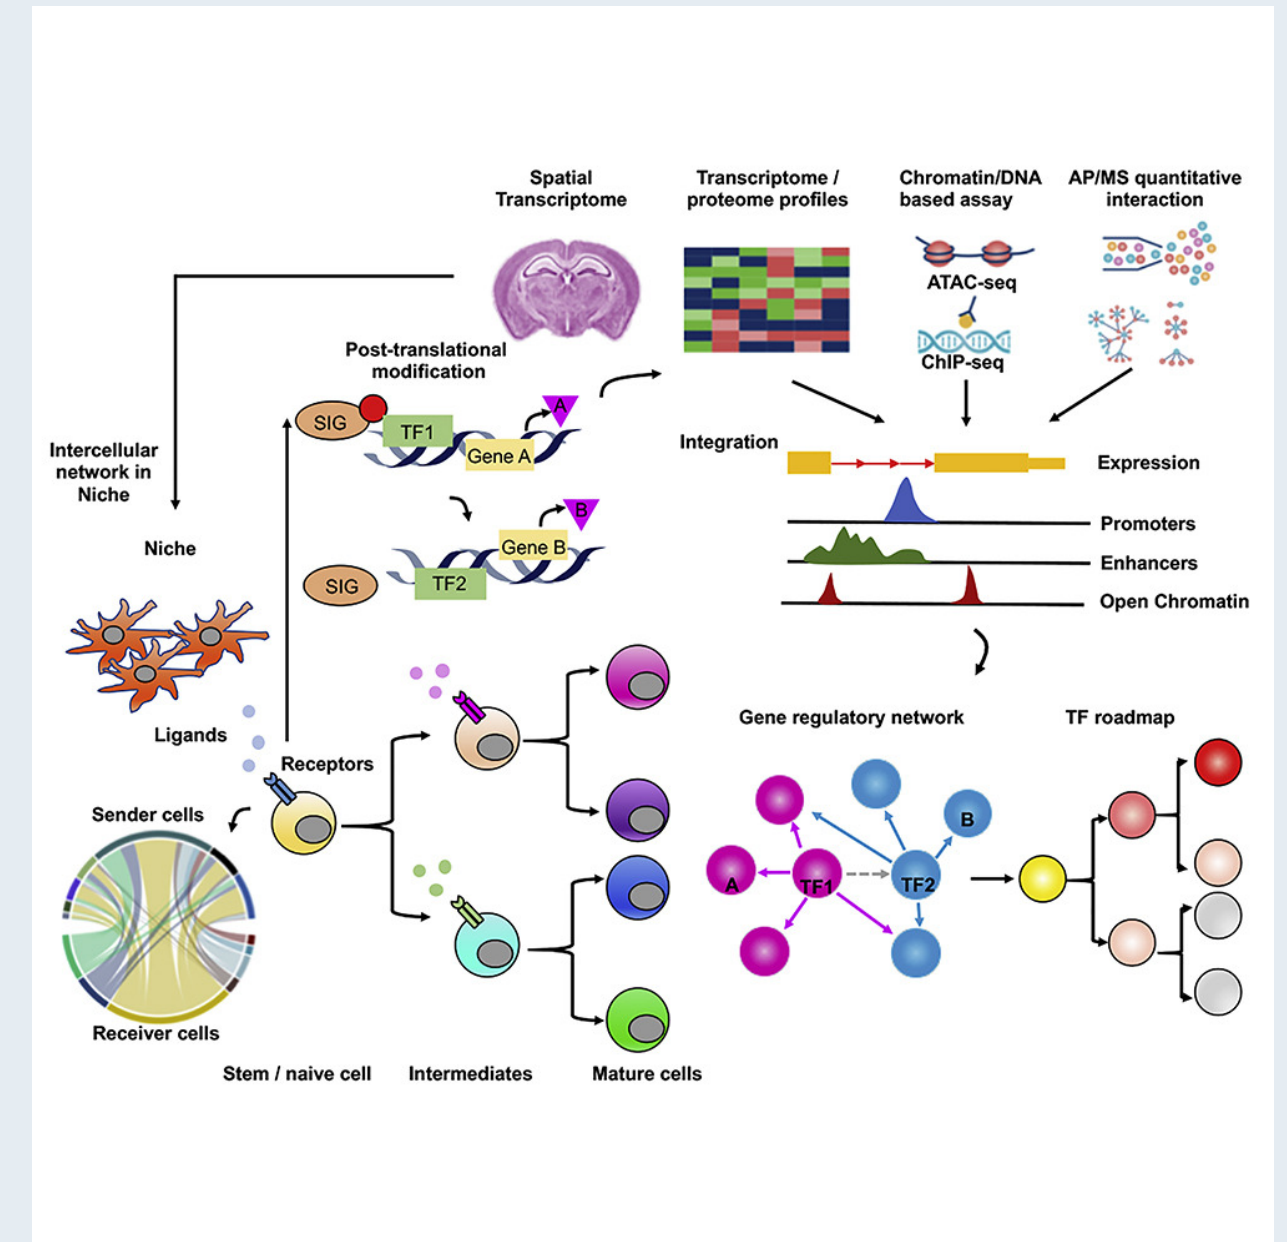 Spatial
Transcriptome
Transcriptome /
proteome profiles
Chromatin/DNA
based assay
AP/MS quantitative
interaction
ATAC-seq
ChIP-seq
Post-translational
modification
SIG
TF1
Gene A
A
Intercellular
network in
Niche
Niche
SIG
TF2
Gene B
B
Integration
Expression
Promoters
Enhancers
Open Chromatin
Ligands
Receptors
Sender cells
Receiver cells
Stem / naive cell
Intermediates
Mature cells
Gene regulatory network
TF roadmap
B
A
TF1
TF2